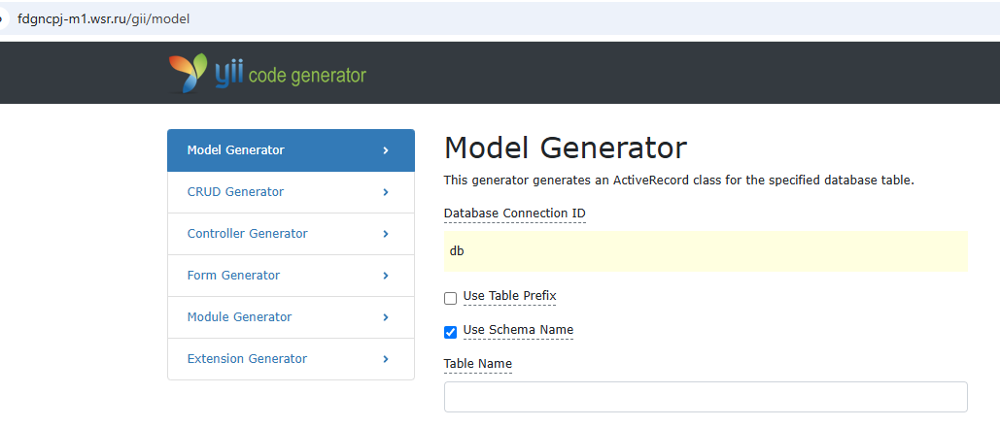 fdgncpj-m1.wsr.ru/gii/model
yii code generator
Model Generator
CRUD Generator
Controller Generator
Form Generator
Module Generator
Extension Generator
Model Generator
This generator generates an ActiveRecord class for the specified database table.
Database Connection ID
db
Use Table Prefix
Use Schema Name
Table Name